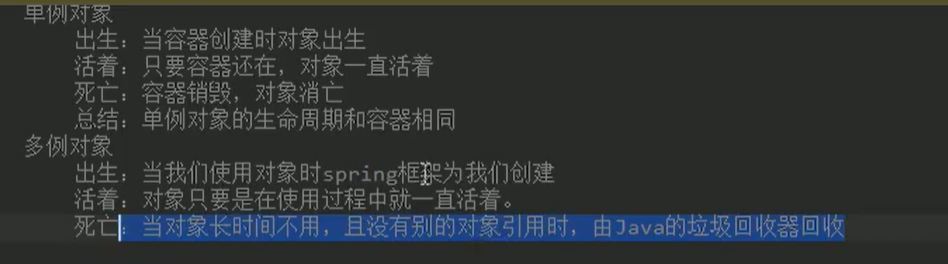 单例对象
出生：当容器创建时对象出生
活着：只要容器还在，对象一直活着
死亡：容器销毁，对象消亡
总结：单例对象的生命周期和容器相同
多例对象
出生：当我们使用对象时spring框架为我们创建
活着：对象只要是在使用过程中就一直活着。
死亡：当对象长时间不用，且没有别的对象引用时，由Java的垃圾回收器回收